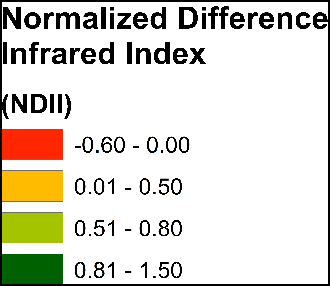 Normalized Difference
Infrared Index
(NDII)
-0.60 - 0.00
0.01 - 0.50
0.51 - 0.80
0.81 - 1.50